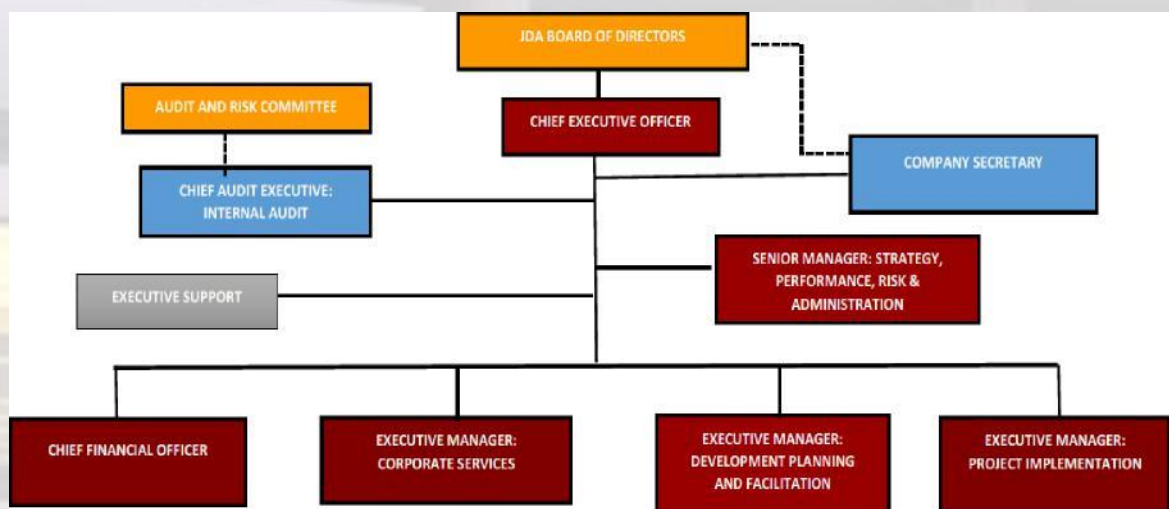 JDA BOARD OF DIRECTORS
AUDIT AND RISK COMMITTEE
CHIEF EXECUTIVE OFFICER
COMPANY SECRETARY
CHIEF AUDIT EXECUTIVE:
INTERNAL AUDIT
SENIOR MANAGER: STRATEGY,
PERFORMANCE, RISK &
ADMINISTRATION
EXECUTIVE SUPPORT
CHIEF FINANCIAL OFFICER
EXECUTIVE MANAGER:
CORPORATE SERVICES
EXECUTIVE MANAGER:
DEVELOPMENT PLANNING
AND FACILITATION
EXECUTIVE MANAGER:
PROJECT IMPLEMENTATION